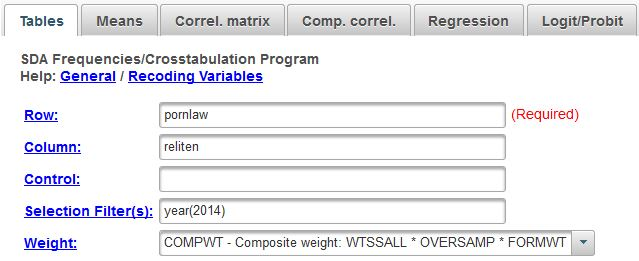 Tables Means Correl. matrix Comp. correl. Regression Logit/Probit
SDA Frequencies/Crosstabulation Program
Help: General / Recoding Variables
Row: pornlaw (Required)
Column: reliten
Control:
Selection Filter(s): year(2014)
Weight: COMPWT - Composite weight: WTSSALL * OVERSAMP * FORMWT